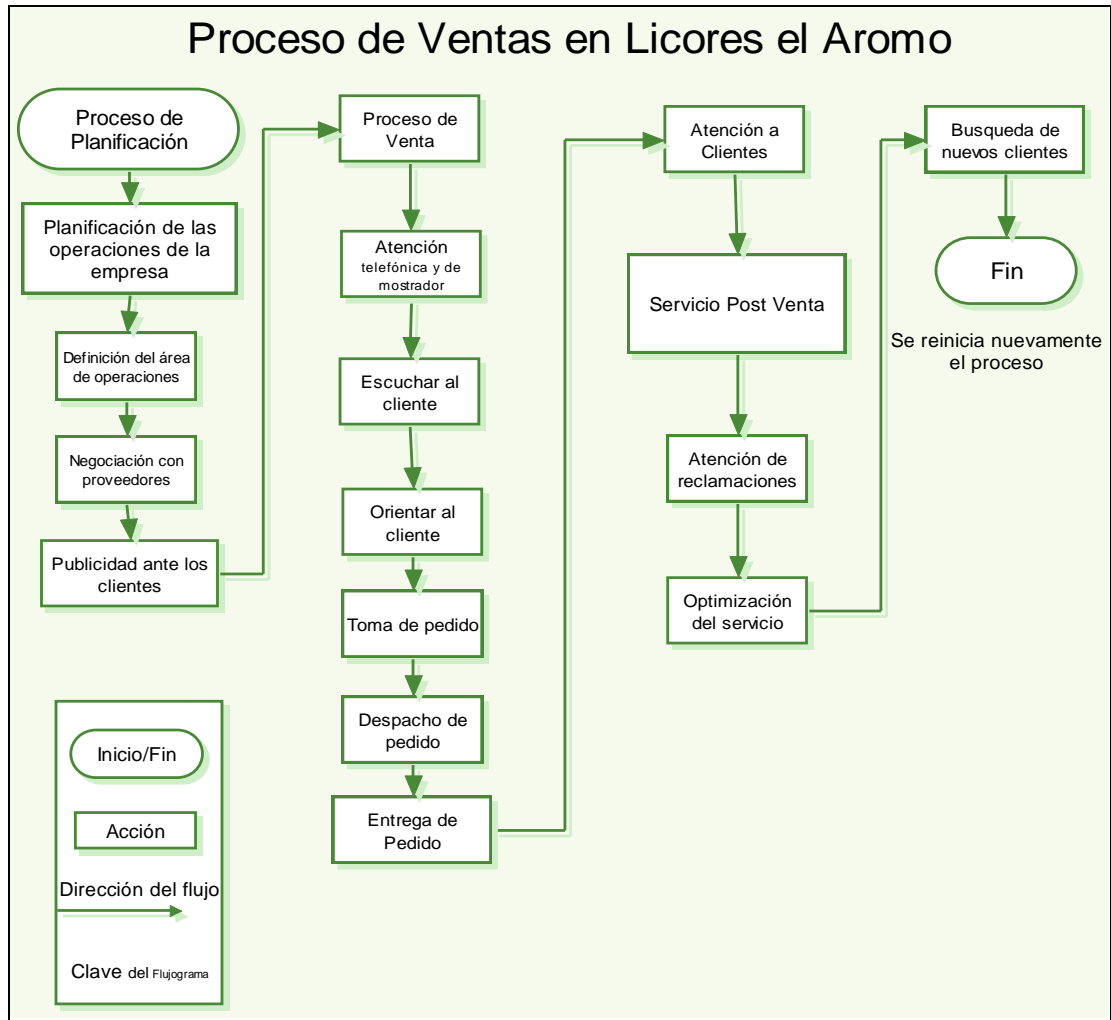 Proceso de Ventas en Licores el Aromo
Proceso de
Planificación
Planificación de las
operaciones de la
empresa
Definición del área
de operaciones
Negociación con
proveedores
Publicidad ante los
clientes
Proceso de
Venta
Atención
telefónica y de
mostrador
Escuchar al
cliente
Orientar al
cliente
Toma de pedido
Despacho de
pedido
Entrega de
Pedido
Atención a
Clientes
Servicio Post Venta
Atención de
reclamaciones
Optimización
del servicio
Busqueda de
nuevos clientes
Fin
Se reinicia nuevamente
el proceso
Inicio/Fin
Acción
Dirección del flujo
Clave del Flujograma